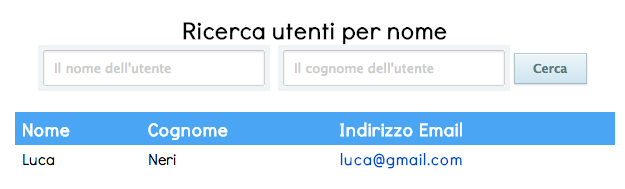 Ricerca utenti per nome
Il nome dell'utente Il cognome dell'utente Cerca
Nome Cognome Indirizzo Email
Luca Neri luca@gmail.com